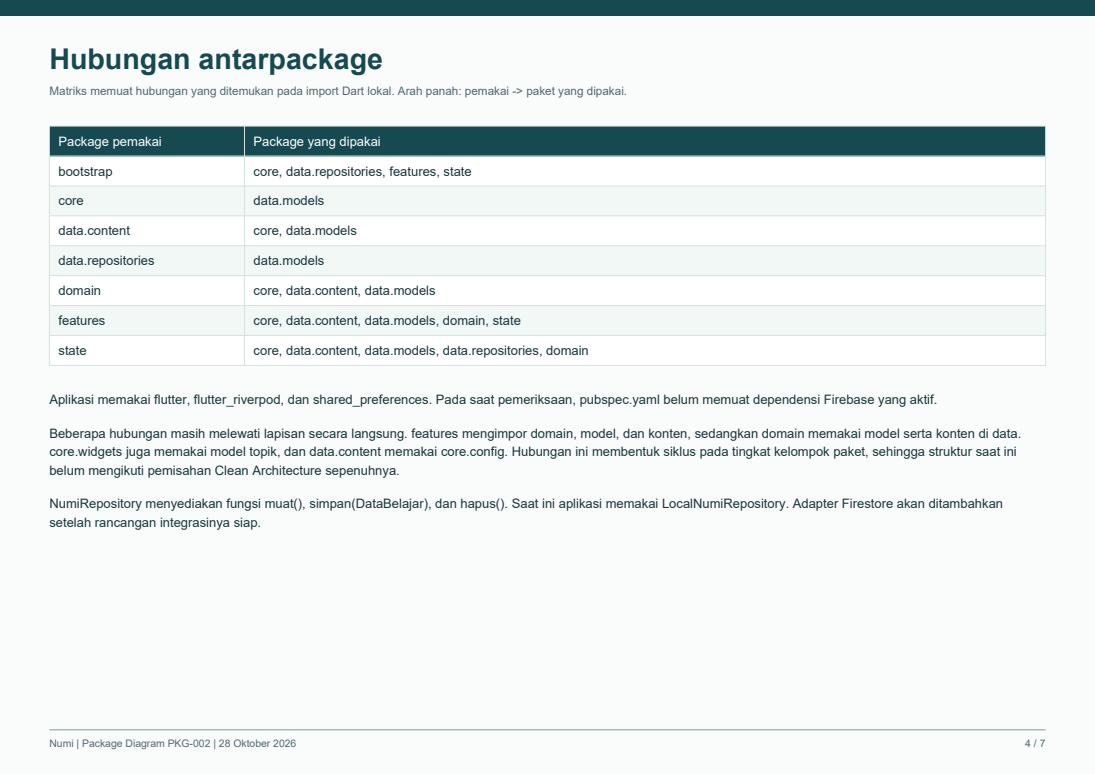 Hubungan antarpackage
Matriks memuat hubungan yang ditemukan pada import Dart lokal. Arah panah: pemakai -> paket yang dipakai.
Package pemakai Package yang dipakai
bootstrap core, data.repositories, features, state
core data.models
data.content core, data.models
data.repositories data.models
domain core, data.content, data.models
features core, data.content, data.models, domain, state
state core, data.content, data.models, data.repositories, domain
Aplikasi memakai flutter, flutter_riverpod, dan shared_preferences. Pada saat pemeriksaan, pubspec.yaml belum memuat dependensi Firebase yang aktif.
Beberapa hubungan masih melewati lapisan secara langsung. features mengimpor domain, model, dan konten, sedangkan domain memakai model serta konten di data.
core.widgets juga memakai model topik, dan data.content memakai core.config. Hubungan ini membentuk siklus pada tingkat kelompok paket, sehingga struktur saat ini
belum mengikuti pemisahan Clean Architecture sepenuhnya.
NumiRepository menyediakan fungsi muat(), simpan(DataBelajar), dan hapus(). Saat ini aplikasi memakai LocalNumiRepository. Adapter Firestore akan ditambahkan
setelah rancangan integrasinya siap.
Numi | Package Diagram PKG-002 | 28 Oktober 2026 4 / 7